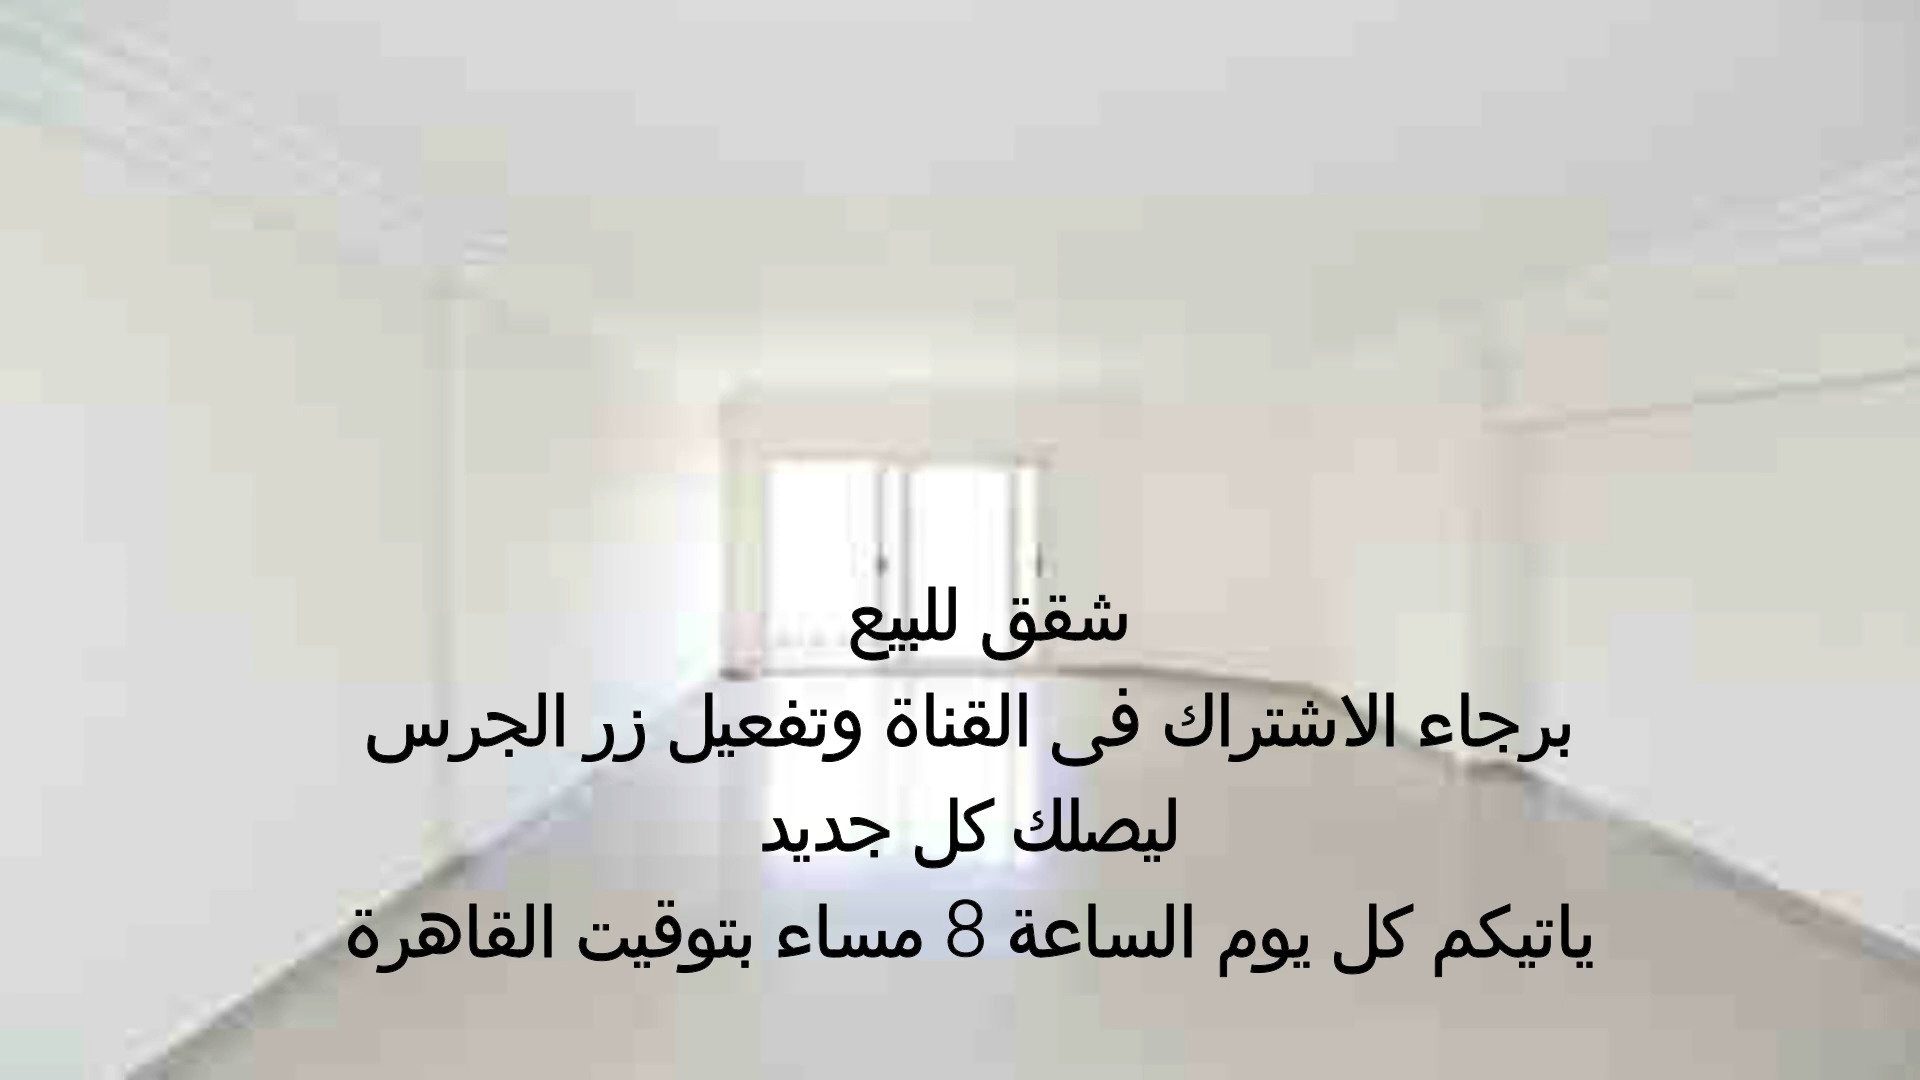 شقق للبيع
برجاء الاشتراك فى القناة وتفعيل زر الجرس
ليصلك كل جديد
ياتيكم كل يوم الساعة 8 مساء بتوقيت القاهرة